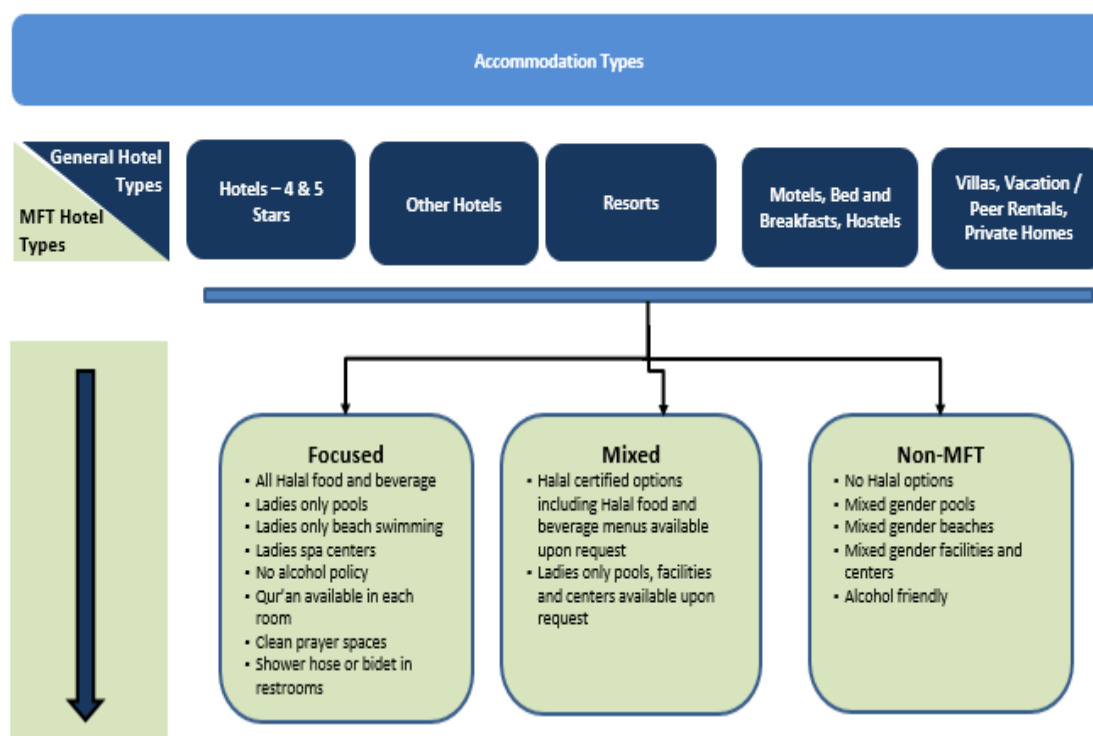 Accommodation Types
General Hotel
Types
MFT Hotel
Types
Hotels – 4 & 5
Stars
Other Hotels
Resorts
Motels, Bed and
Breakfasts, Hostels
Villas, Vacation /
Peer Rentals,
Private Homes
Focused
▪ All Halal food and beverage
▪ Ladies only pools
▪ Ladies only beach swimming
▪ Ladies spa centers
▪ No alcohol policy
▪ Qur'an available in each
room
▪ Clean prayer spaces
▪ Shower hose or bidet in
restrooms
Mixed
▪ Halal certified options
including Halal food and
beverage menus available
upon request
▪ Ladies only pools, facilities
and centers available upon
request
Non-MFT
▪ No Halal options
▪ Mixed gender pools
▪ Mixed gender beaches
▪ Mixed gender facilities and
centers
▪ Alcohol friendly